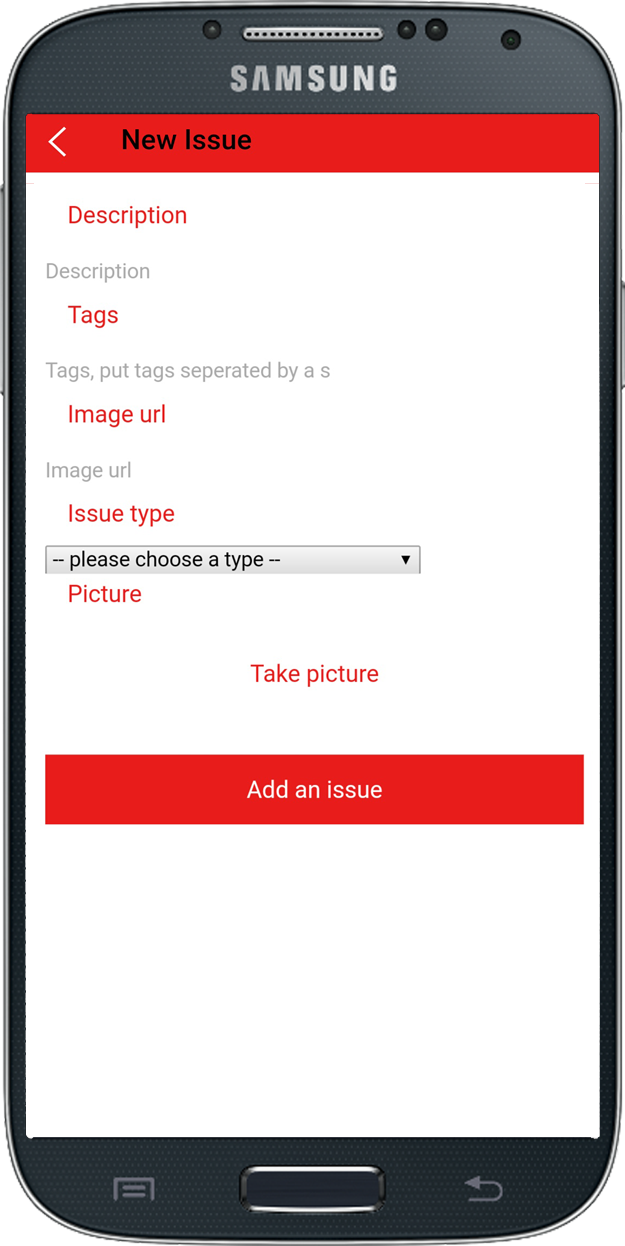 SAMSUNG
New Issue
Description
Description
Tags
Tags, put tags seperated by a s
Image url
Image url
Issue type
-- please choose a type --
Picture
Take picture
Add an issue